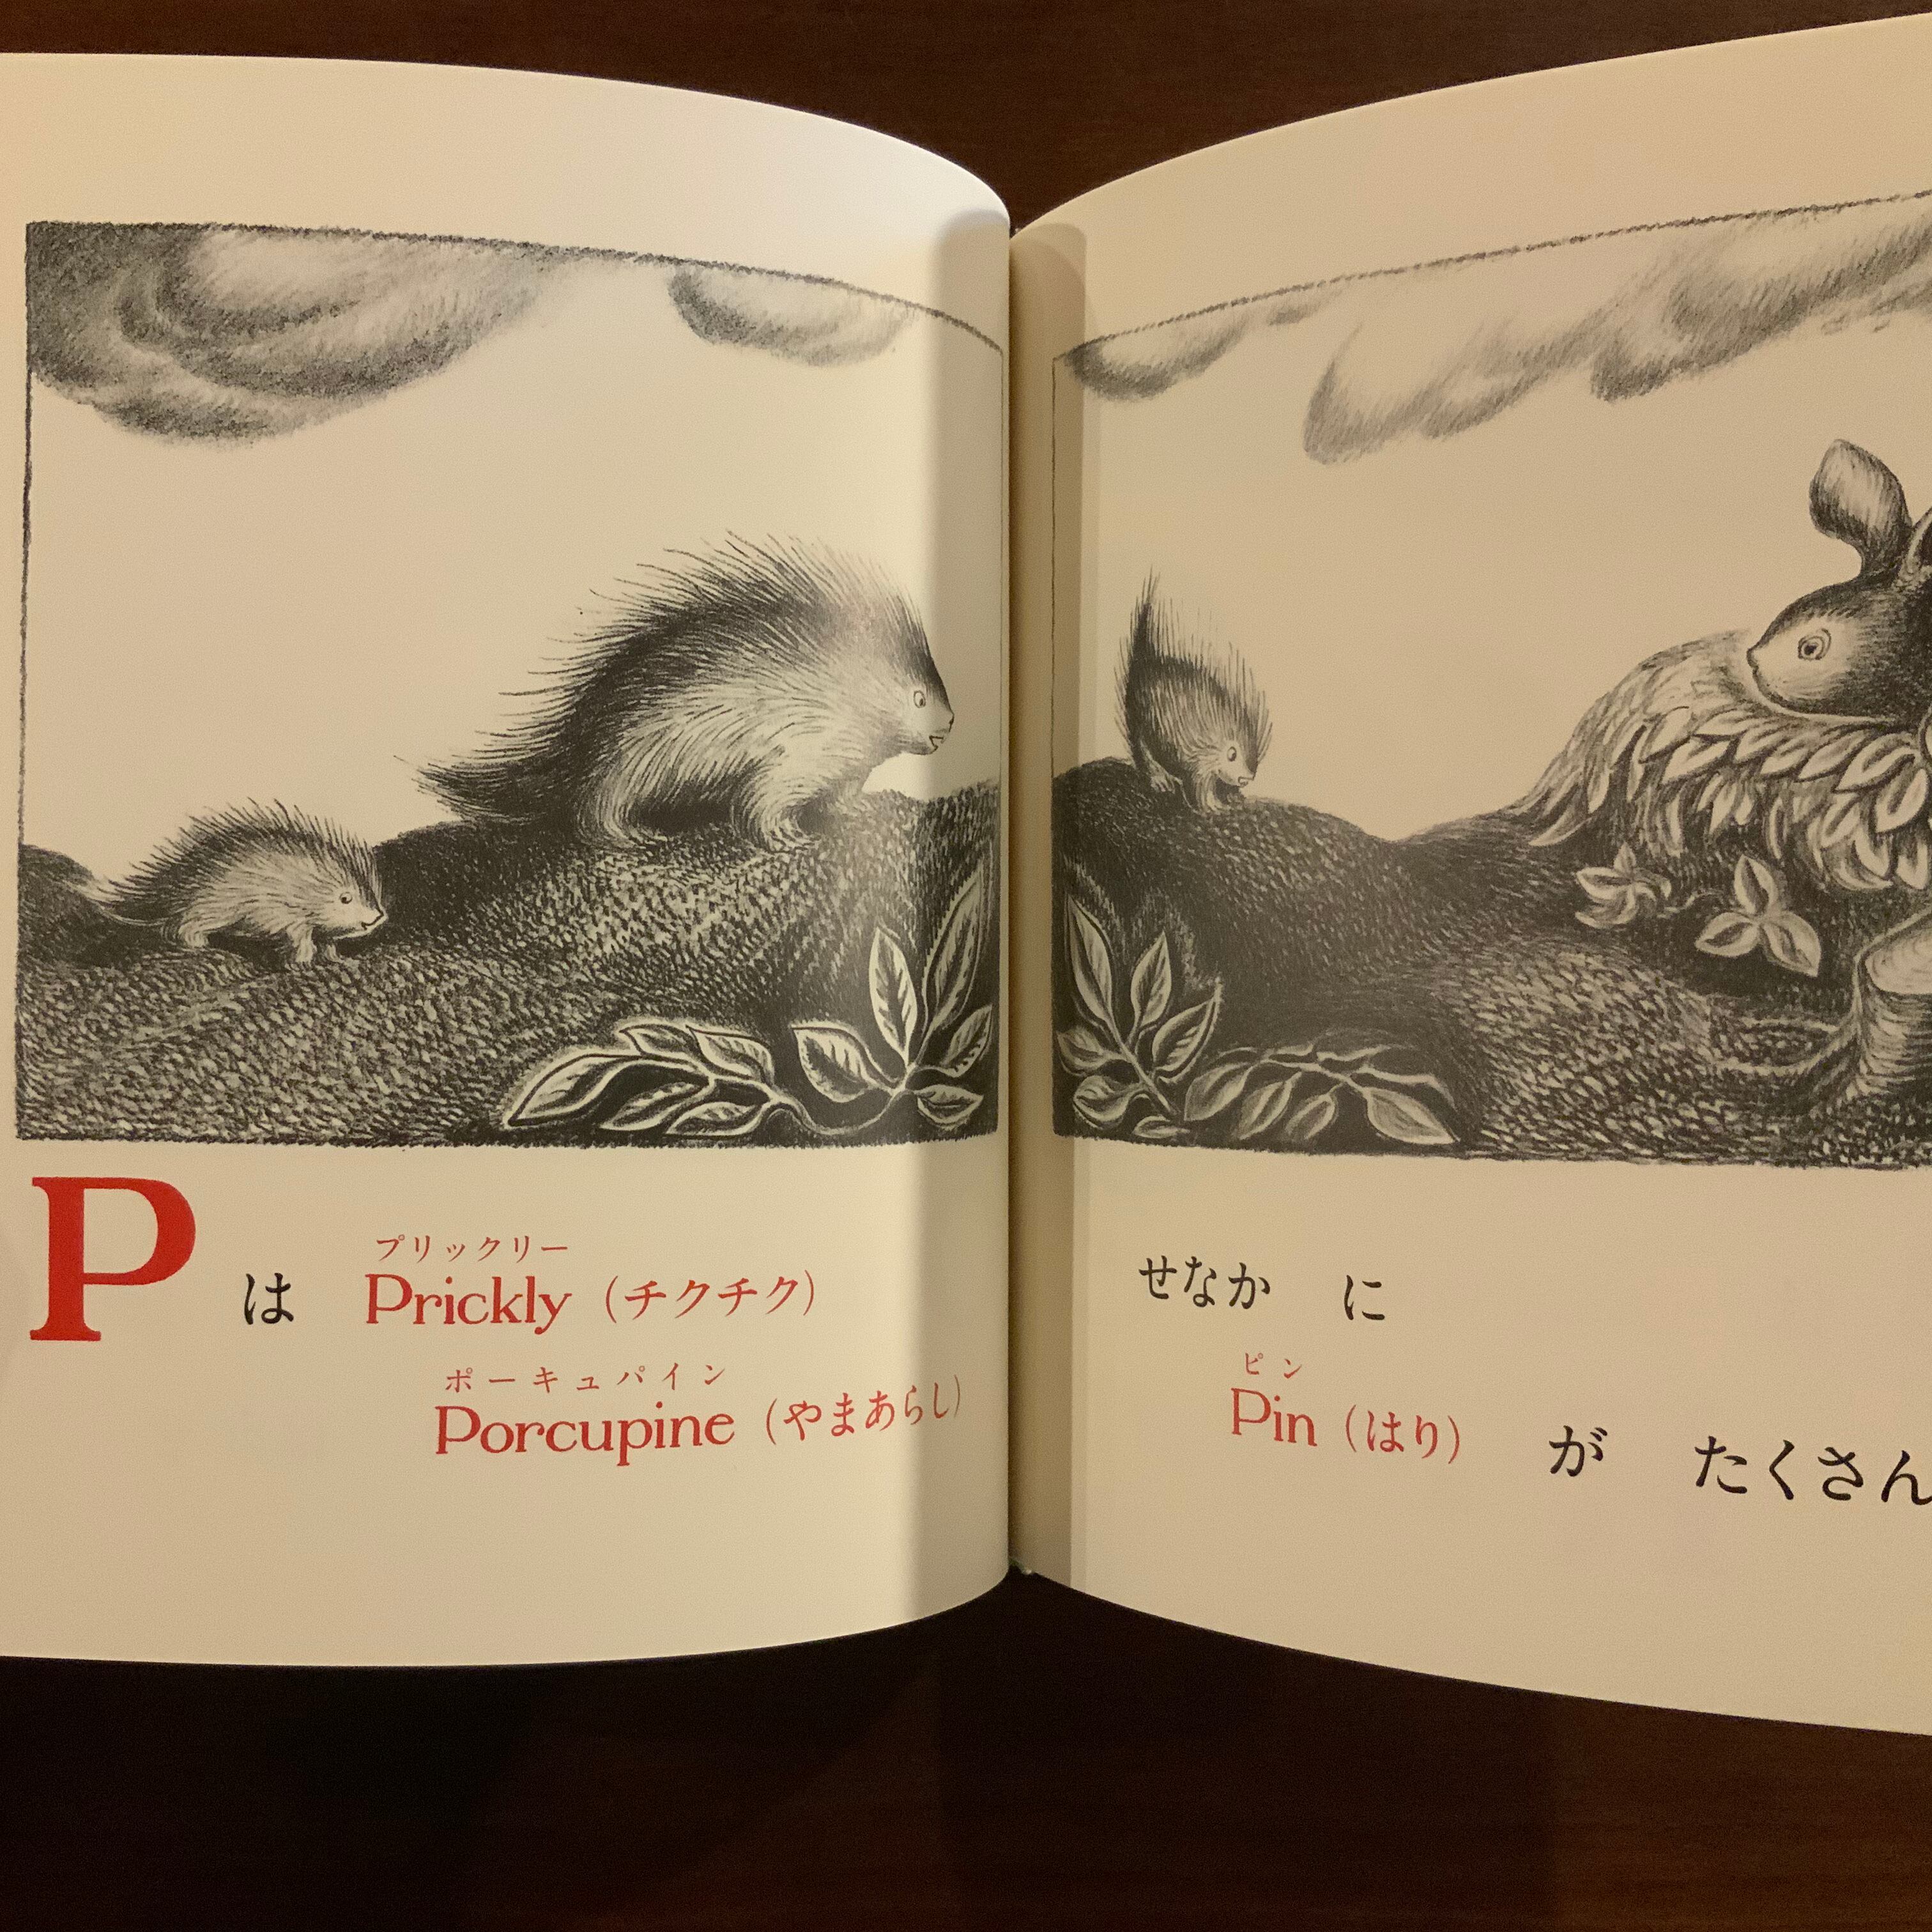 P は Prickly (チクチク)
プリックリー
Porcupine (やまあらし)
ポーキュパイン
せなか に
Pin (はり) が たくさん
ピン